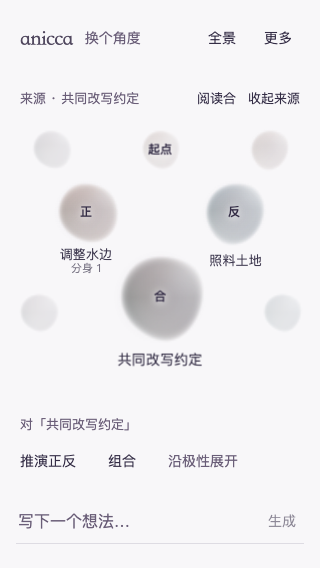 anicca 换个角度 全景 更多
来源 · 共同改写约定 阅读合 收起来源
起点
正 反
调整水边 照料土地
分身 1
合
共同改写约定
对「共同改写约定」
推演正反 组合 沿极性展开
写下一个想法… 生成